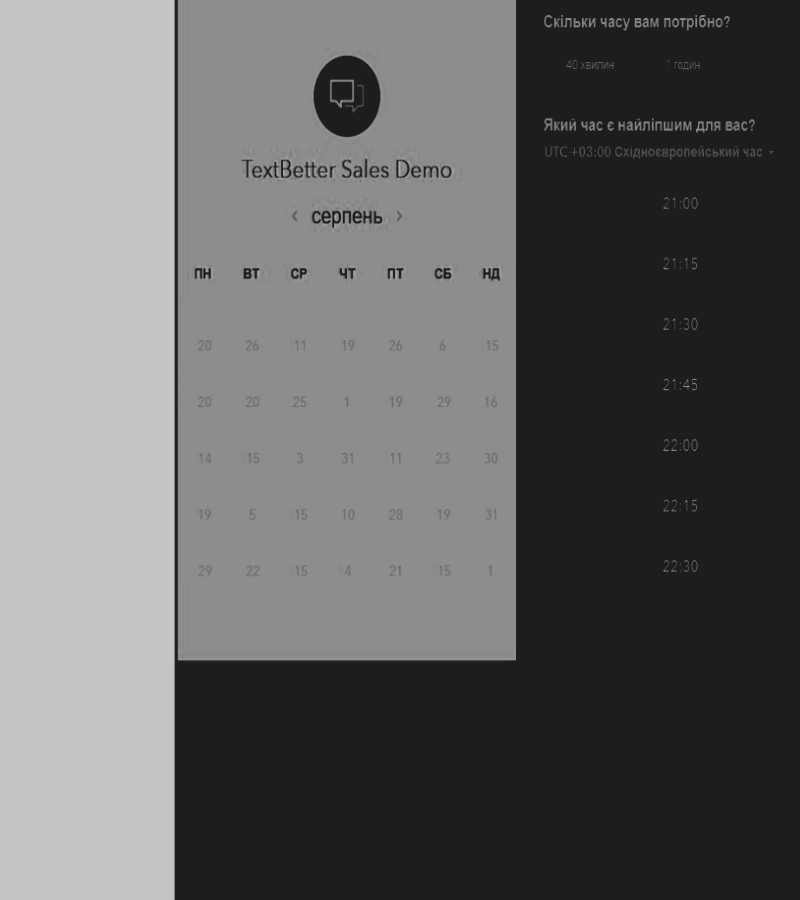 TextBetter Sales Demo
‹ серпень ›
ПН ВТ СР ЧТ ПТ СБ НД
20 26 11 19 26 6 15
20 20 25 1 19 29 16
14 15 3 31 11 23 30
19 5 15 10 28 19 31
29 22 15 4 21 15 1
Скільки часу вам потрібно?
40 хвилин 1 годин
Який час є найліпшим для вас?
UTC +03:00 Східноєвропейський час
21:00
21:15
21:30
21:45
22:00
22:15
22:30